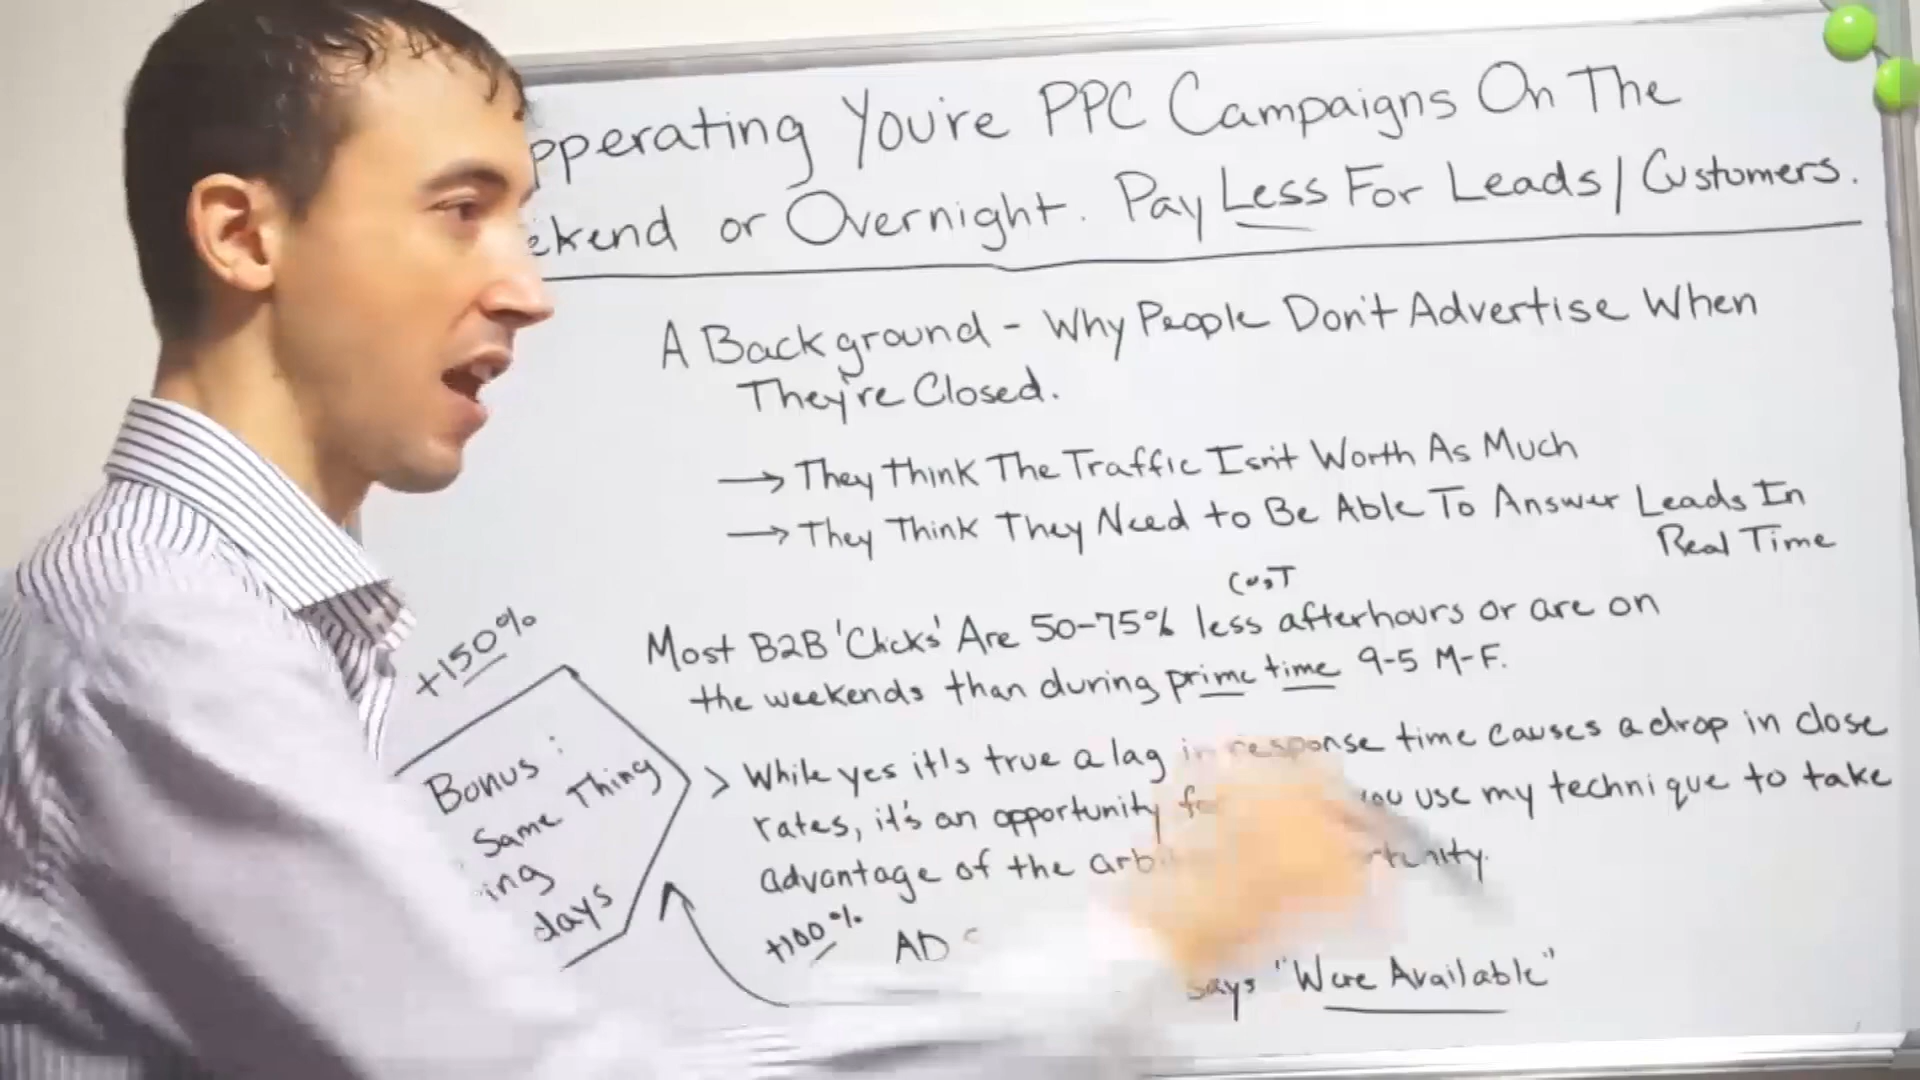 pperating You're PPC Campaigns On The
ekend or Overnight. Pay Less For Leads/Customers.
A Background - Why People Don't Advertise When
They're Closed.
→ They Think The Traffic Isn't Worth As Much
→ They Think They Need to Be Able To Answer Leads In
Real Time
Cost
Most B2B 'Clicks' Are 50-75% less afterhours or are on
the weekends than during prime time 9-5 M-F.
> While yes it's true a lag in response time causes a drop in close
rates, it's an opportunity you use my technique to take
advantage of the
+100% AD
says "Were Available"
+150%
Bonus:
Same Thing
ing
days